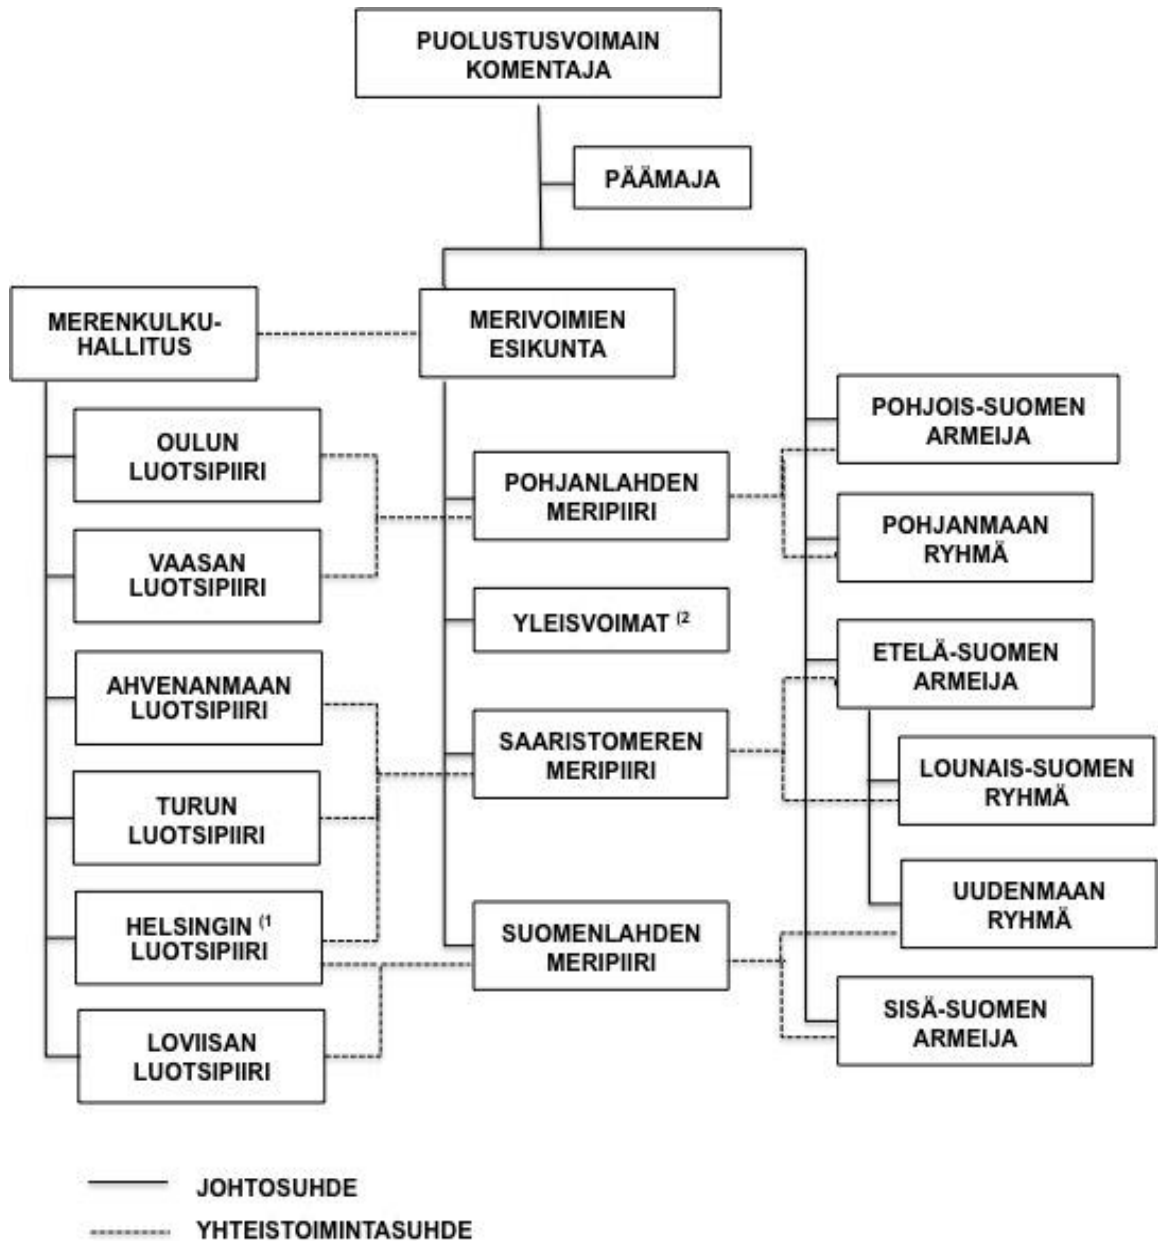 PUOLUSTUSVOIMAIN
KOMENTAJA
PÄÄMAJA
MERENKULKU-
HALLITUS
OULUN
LUOTSIPIIRI
VAASAN
LUOTSIPIIRI
AHVENANMAAN
LUOTSIPIIRI
TURUN
LUOTSIPIIRI
HELSINGIN (1
LUOTSIPIIRI
LOVIISAN
LUOTSIPIIRI
MERIVOIMIEN
ESIKUNTA
POHJANLAHDEN
MERIPIIRI
YLEISVOIMAT (2
SAARISTOMEREN
MERIPIIRI
SUOMENLAHDEN
MERIPIIRI
POHJOIS-SUOMEN
ARMEIJA
POHJANMAAN
RYHMÄ
ETELÄ-SUOMEN
ARMEIJA
LOUNAIS-SUOMEN
RYHMÄ
UUDENMAAN
RYHMÄ
SISÄ-SUOMEN
ARMEIJA
JOHTOSUHDE
YHTEISTOIMINTASUHDE